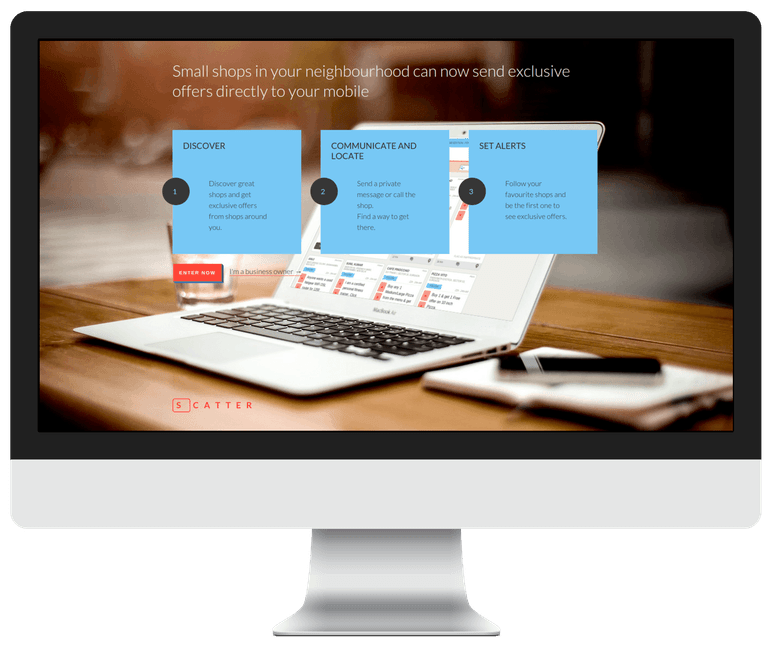 Small shops in your neighbourhood can now send exclusive
offers directly to your mobile
DISCOVER
1
Discover great
shops and get
exclusive offers
from shops around
you.
COMMUNICATE AND
LOCATE
2
Send a private
message or call the
shop.
Find a way to get
there.
SET ALERTS
3
Follow your
favourite shops and
be the first one to
see exclusive offers.
ENTER NOW
I'm a business owner →
MacBook Air
SCATTER